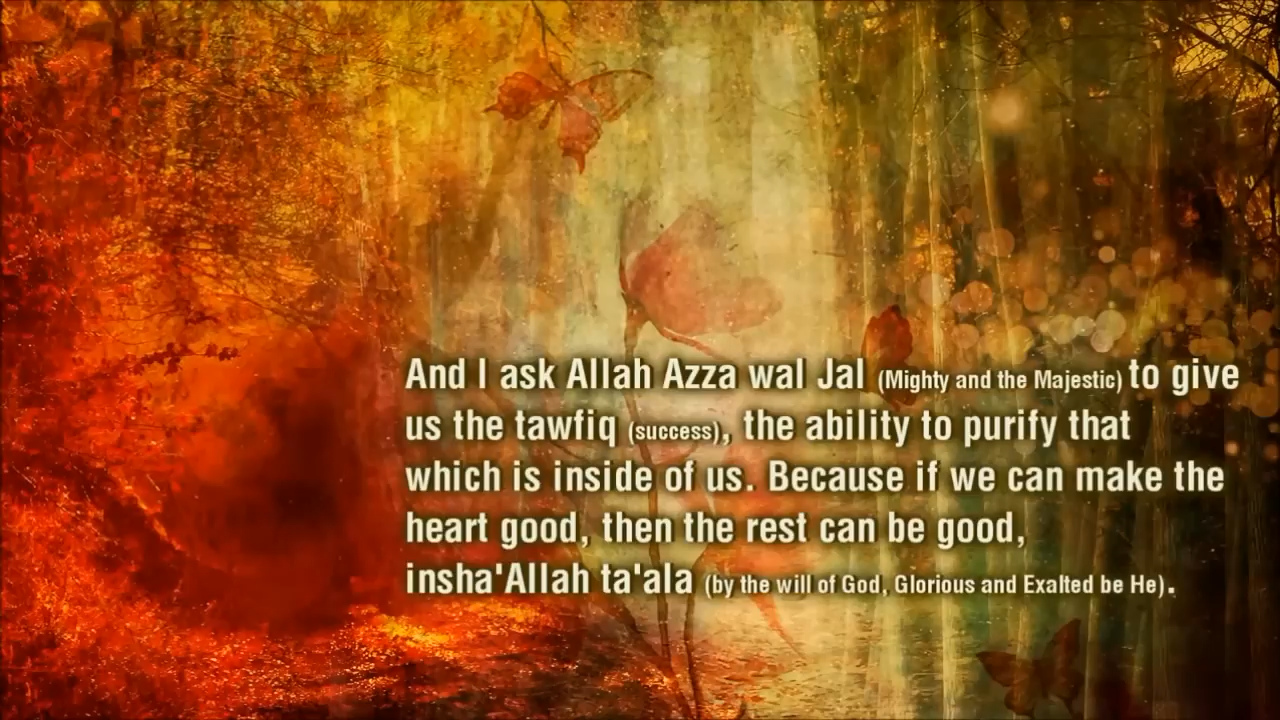 And I ask Allah Azza wal Jal (Mighty and the Majestic) to give
us the tawfiq (success), the ability to purify that
which is inside of us. Because if we can make the
heart good, then the rest can be good,
insha'Allah ta'ala (by the will of God, Glorious and Exalted be He).